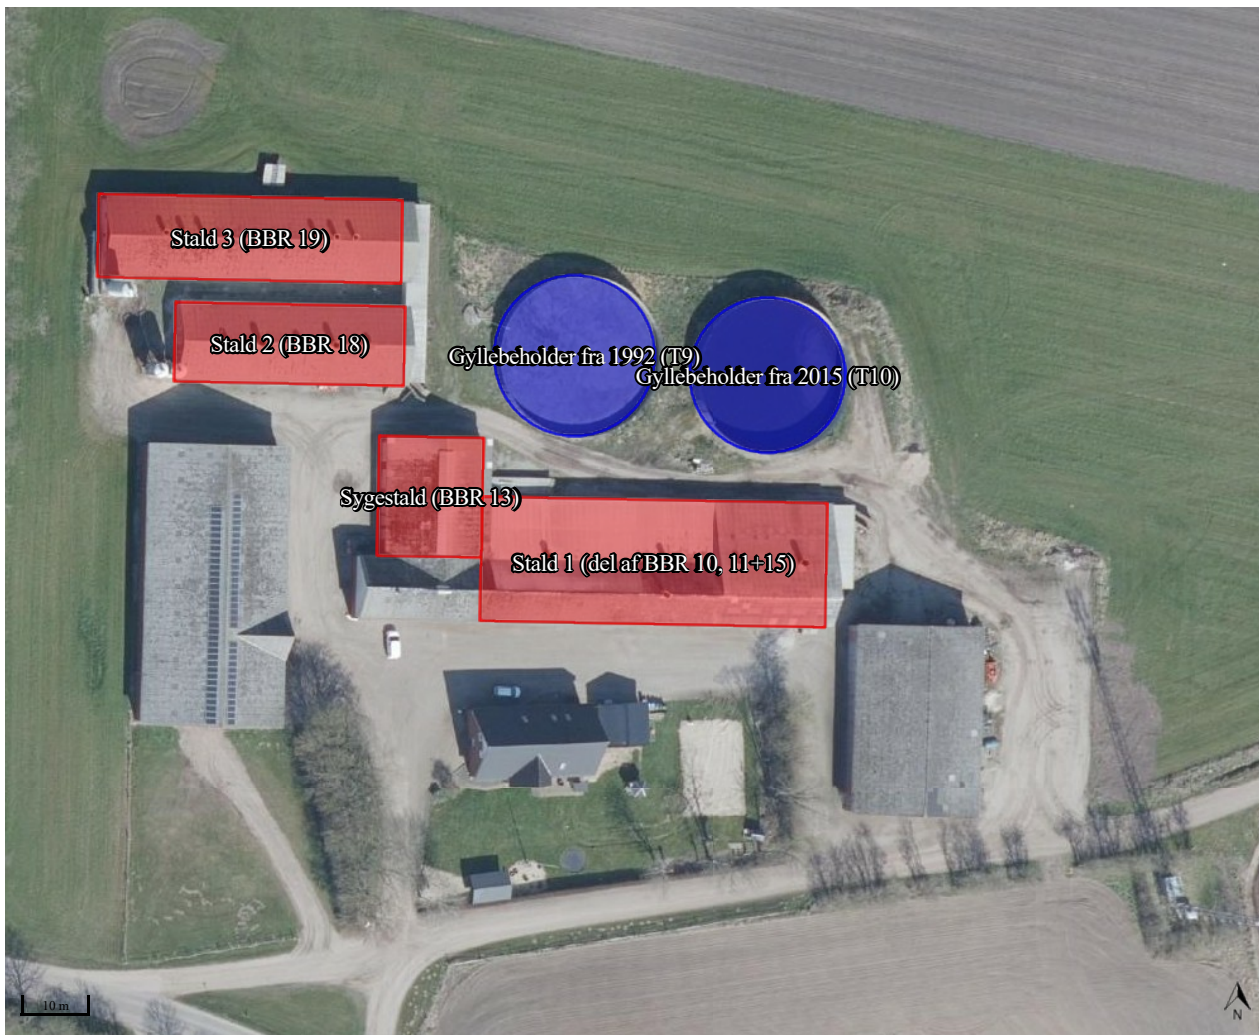 Stald 3 (BBR 19)
Stald 2 (BBR 18)
Gyllebeholder fra 1992 (T9)
Gyllebeholder fra 2015 (T10)
Sygestald (BBR 13)
Stald 1 (del af BBR 10, 11+15)
10 m
N